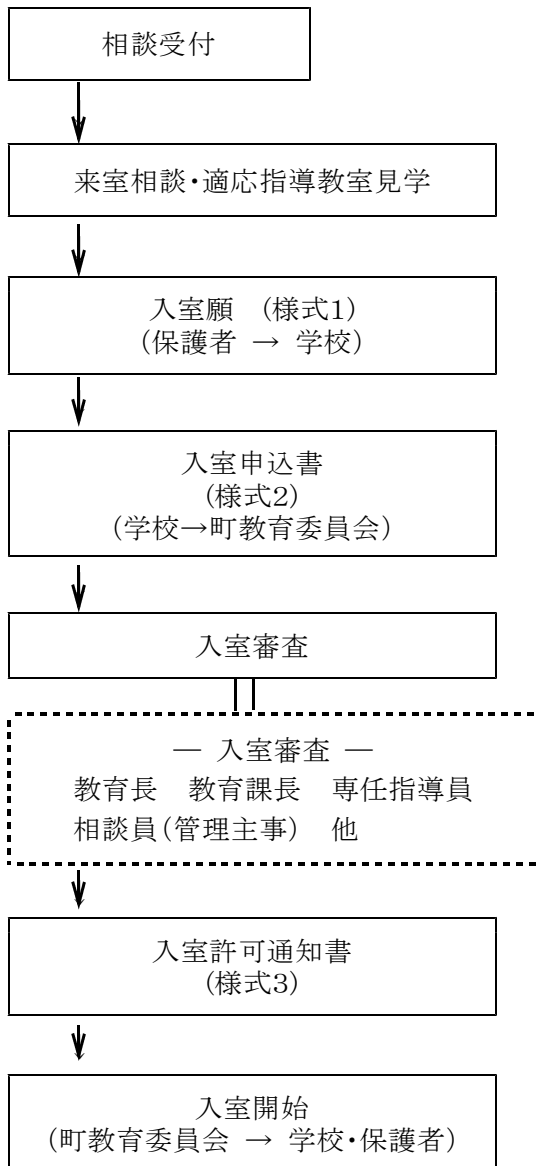 相談受付
来室相談・適応指導教室見学
入室願 (様式1)
(保護者 → 学校)
入室申込書
(様式2)
(学校→町教育委員会)
入室審査
― 入室審査 ―
教育長 教育課長 専任指導員
相談員(管理主事) 他
入室許可通知書
(様式3)
入室開始
(町教育委員会 → 学校・保護者)